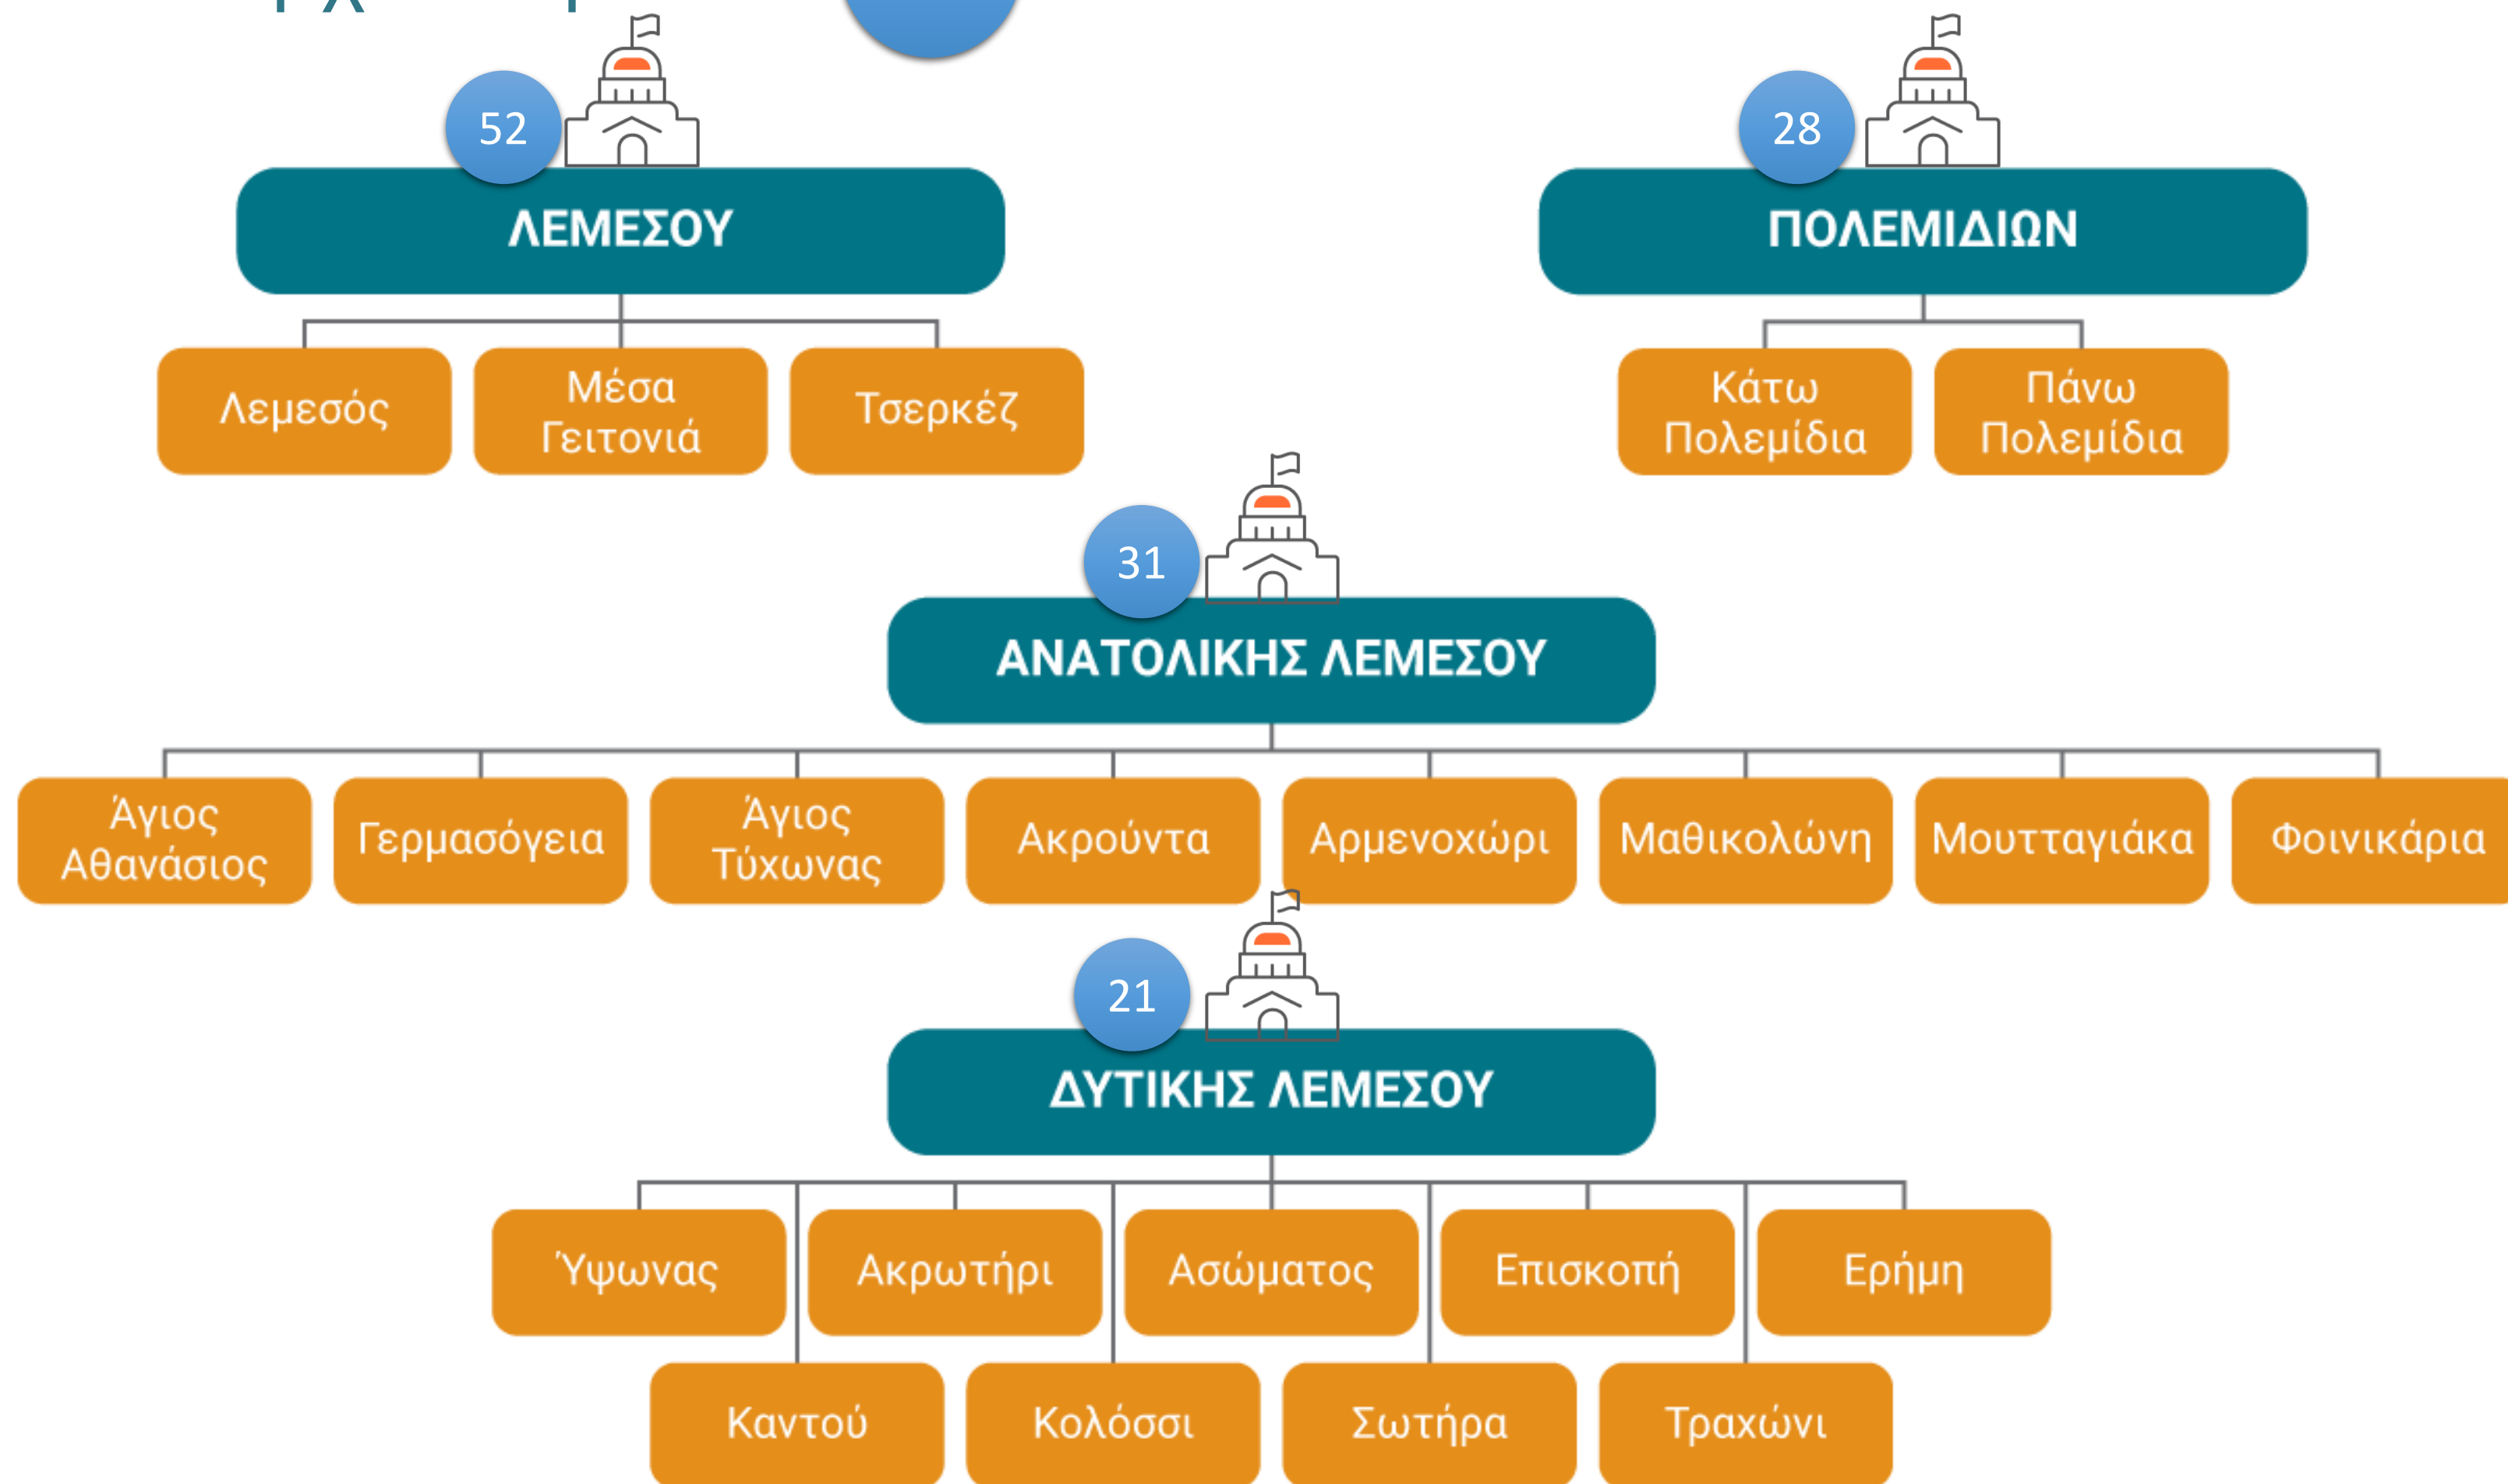 52
28
ΛΕΜΕΣΟΥ
ΠΟΛΕΜΙΔΙΩΝ
Λεμεσός
Μέσα
Γειτονιά
Τσερκέζ
Κάτω
Πολεμίδια
Πάνω
Πολεμίδια
31
ΑΝΑΤΟΛΙΚΗΣ ΛΕΜΕΣΟΥ
Άγιος
Αθανάσιος
Γερμασόγεια
Άγιος
Τύχωνας
Ακρούντα
Αρμενοχώρι
Μαθικολώνη
Μουτταγιάκα
Φοινικάρια
21
ΔΥΤΙΚΗΣ ΛΕΜΕΣΟΥ
Ύψωνας
Ακρωτήρι
Ασώματος
Επισκοπή
Ερήμη
Καντού
Κολόσσι
Σωτήρα
Τραχώνι